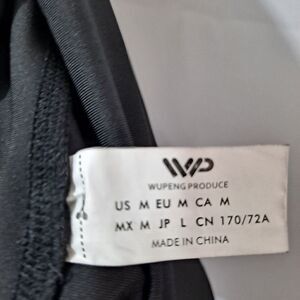 WP
WUPENG PRODUCE
US M EU M CA M
MX M JP L CN 170/72A
MADE IN CHINA